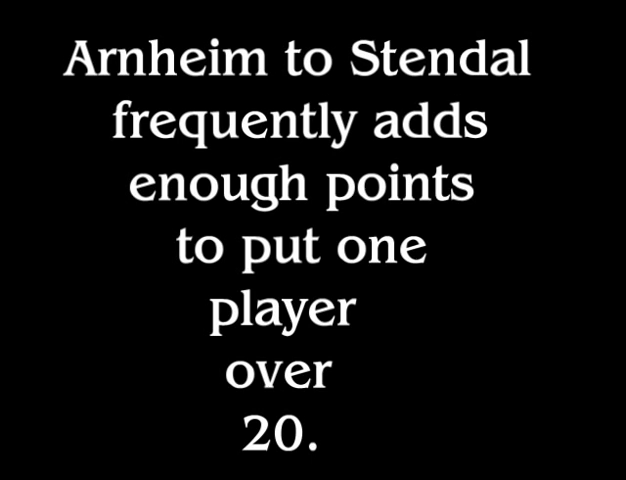 Arnheim to Stendal
frequently adds
enough points
to put one
player
over
20.